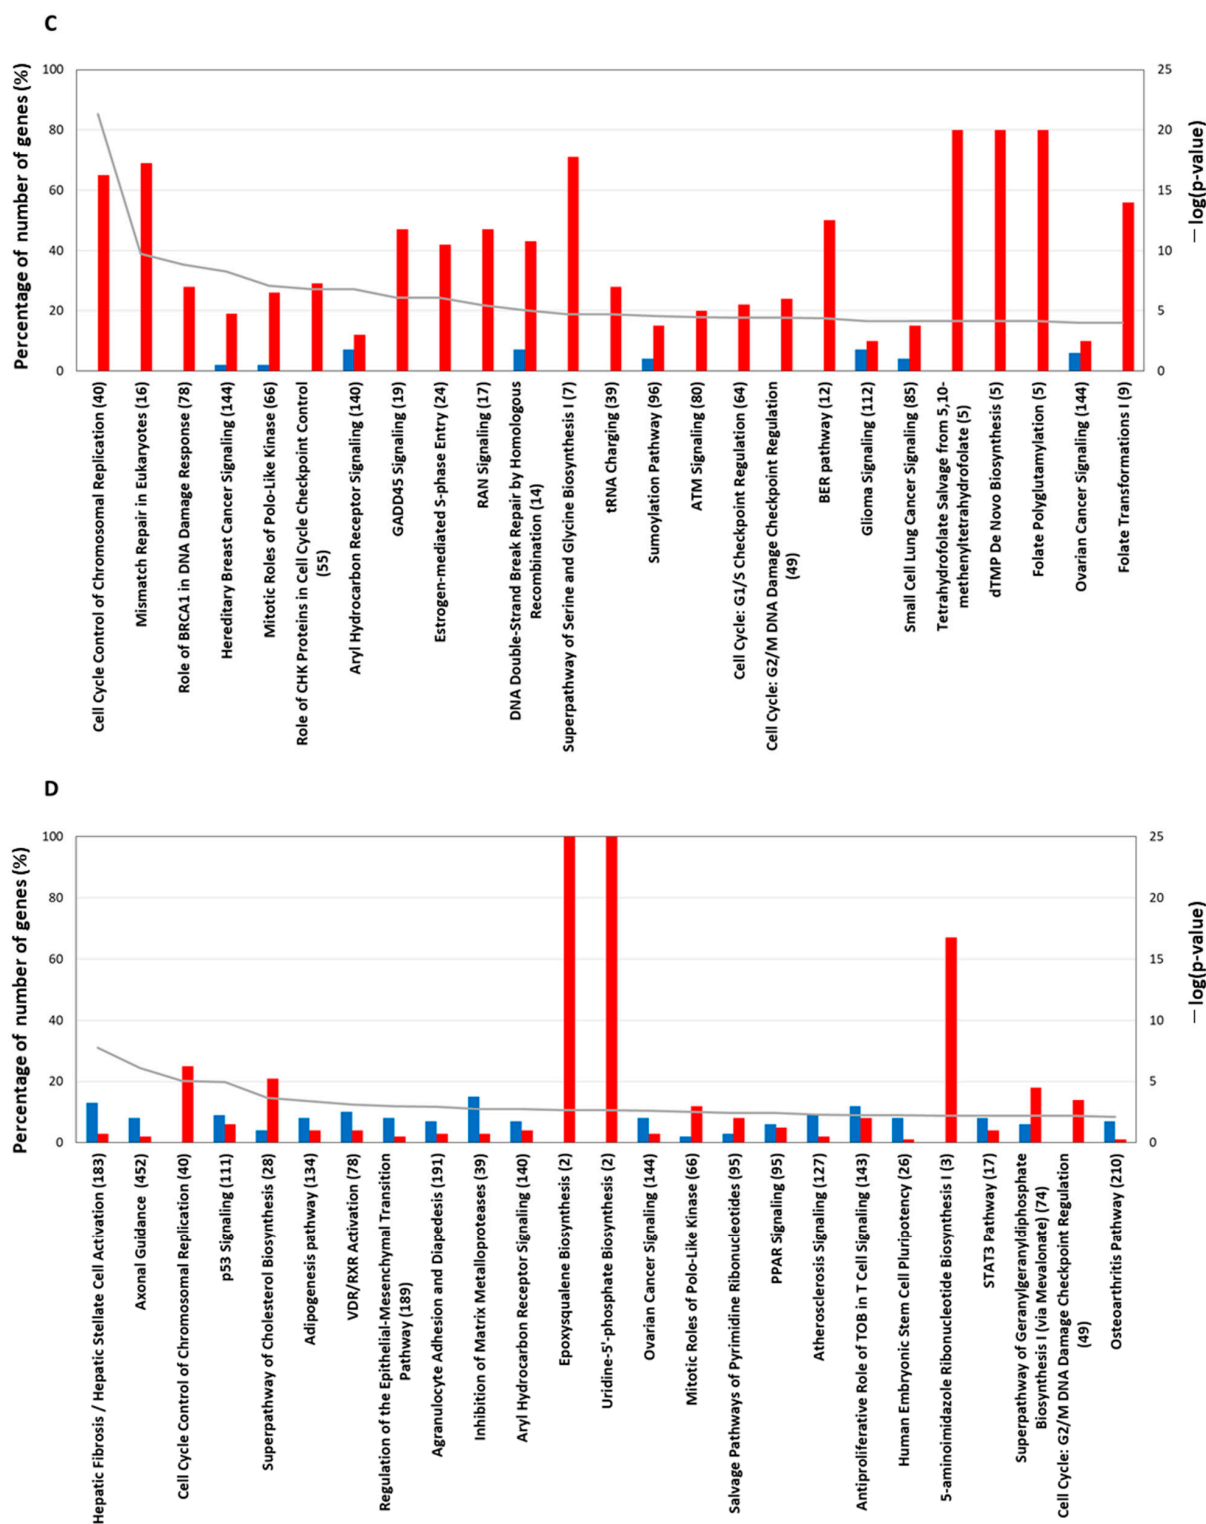 C
Percentage of number of genes (%)
100
80
60
40
20
0
25
20
15
10
5
0
— log(p-value)
Cell Cycle Control of Chromosomal Replication (40)
Mismatch Repair in Eukaryotes (16)
Role of BRCA1 in DNA Damage Response (78)
Hereditary Breast Cancer Signaling (144)
Mitotic Roles of Polo-Like Kinase (66)
Role of CHK Proteins in Cell Cycle Checkpoint Control
(55)
Aryl Hydrocarbon Receptor Signaling (140)
GADD45 Signaling (19)
Estrogen-mediated S-phase Entry (24)
RAN Signaling (17)
DNA Double-Strand Break Repair by Homologous
Recombination (14)
Superpathway of Serine and Glycine Biosynthesis I (7)
tRNA Charging (39)
Sumoylation Pathway (96)
ATM Signaling (80)
Cell Cycle: G1/S Checkpoint Regulation (64)
Cell Cycle: G2/M DNA Damage Checkpoint Regulation
(49)
BER pathway (12)
Glioma Signaling (112)
Small Cell Lung Cancer Signaling (85)
Tetrahydrofolate Salvage from 5,10-
methenyltetrahydrofolate (5)
dTMP De Novo Biosynthesis (5)
Folate Polyglutamylation (5)
Ovarian Cancer Signaling (144)
Folate Transformations I (9)
D
Percentage of number of genes (%)
100
80
60
40
20
0
25
20
15
10
5
0
— log(p-value)
Hepatic Fibrosis / Hepatic Stellate Cell Activation (183)
Axonal Guidance (452)
Cell Cycle Control of Chromosomal Replication (40)
p53 Signaling (111)
Superpathway of Cholesterol Biosynthesis (28)
Adipogenesis pathway (134)
VDR/RXR Activation (78)
Regulation of the Epithelial-Mesenchymal Transition
Pathway (189)
Agranulocyte Adhesion and Diapedesis (191)
Inhibition of Matrix Metalloproteases (39)
Aryl Hydrocarbon Receptor Signaling (140)
Epoxysqualene Biosynthesis (2)
Uridine-5'-phosphate Biosynthesis (2)
Ovarian Cancer Signaling (144)
Mitotic Roles of Polo-Like Kinase (66)
Salvage Pathways of Pyrimidine Ribonucleotides (95)
PPAR Signaling (95)
Atherosclerosis Signaling (127)
Antiproliferative Role of TOB in T Cell Signaling (143)
Human Embryonic Stem Cell Pluripotency (26)
5-aminoimidazole Ribonucleotide Biosynthesis I (3)
STAT3 Pathway (17)
Superpathway of Geranylgeranyldiphosphate
Biosynthesis I (via Mevalonate) (74)
Cell Cycle: G2/M DNA Damage Checkpoint Regulation
(49)
Osteoarthritis Pathway (210)